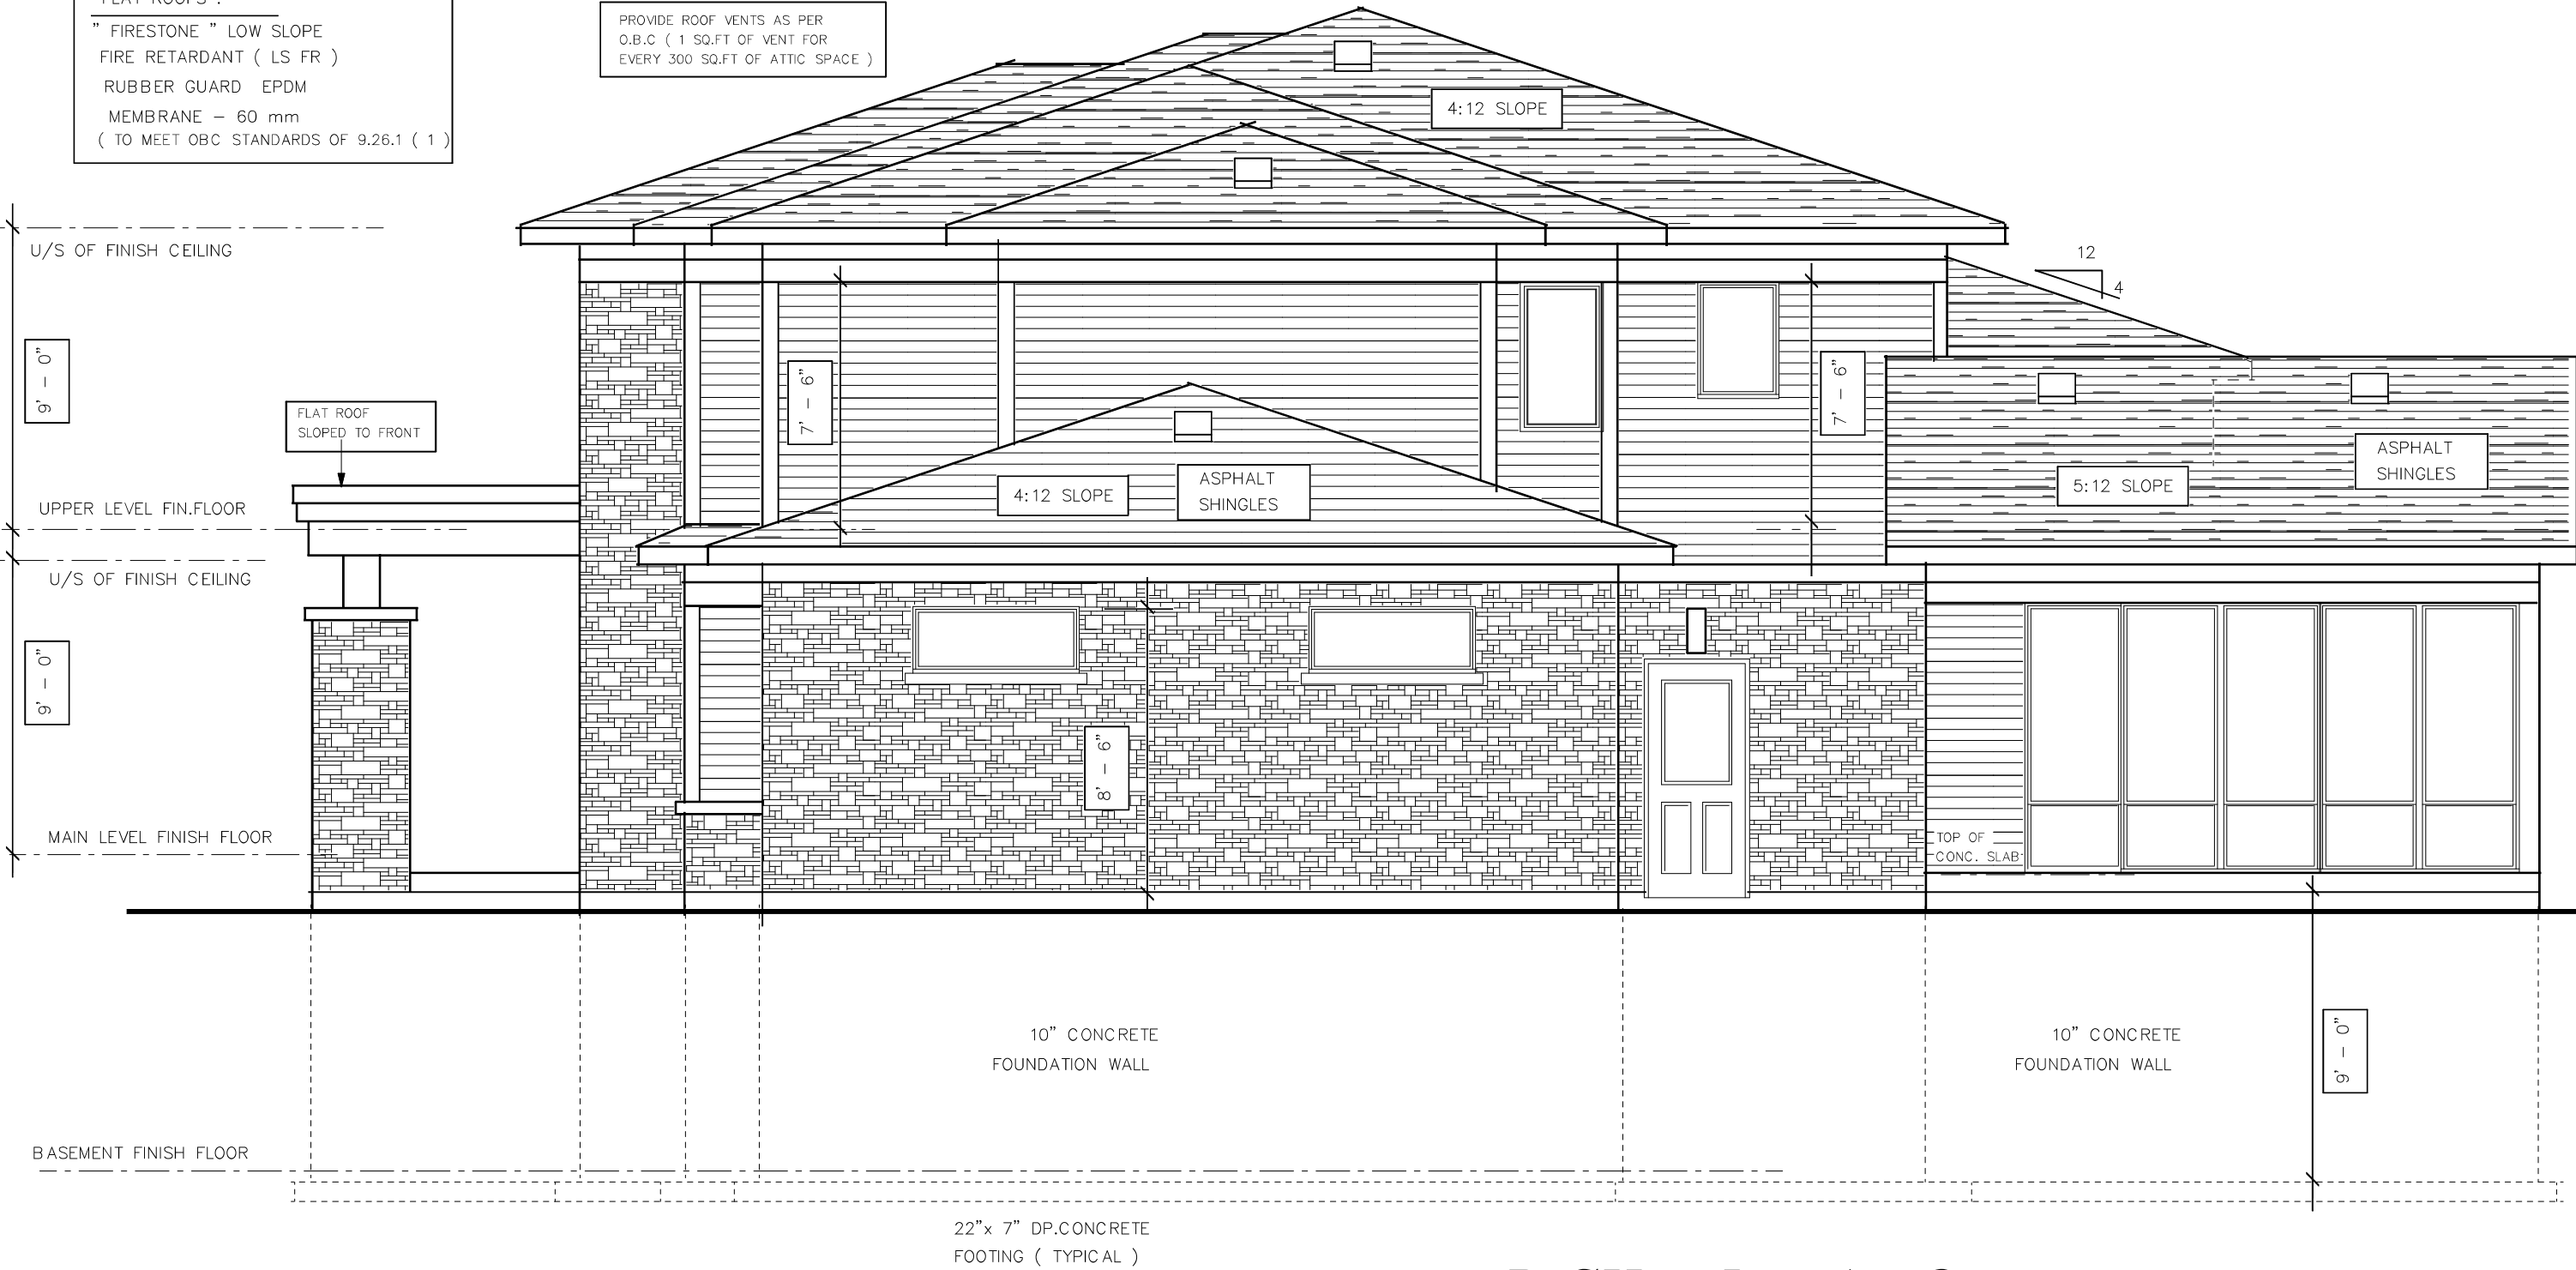 FLAT ROOFS :
" FIRESTONE " LOW SLOPE
FIRE RETARDANT ( LS FR )
RUBBER GUARD EPDM
MEMBRANE - 60 mm
( TO MEET OBC STANDARDS OF 9.26.1 ( 1 )
PROVIDE ROOF VENTS AS PER
O.B.C ( 1 SQ.FT OF VENT FOR
EVERY 300 SQ.FT OF ATTIC SPACE )
4:12 SLOPE
U/S OF FINISH CEILING
12
4
9' - 0"
7' - 6"
7' - 6"
FLAT ROOF
SLOPED TO FRONT
4:12 SLOPE
ASPHALT
SHINGLES
5:12 SLOPE
ASPHALT
SHINGLES
UPPER LEVEL FIN.FLOOR
U/S OF FINISH CEILING
9' - 0"
8' - 6"
MAIN LEVEL FINISH FLOOR
TOP OF
CONC. SLAB
10" CONCRETE
FOUNDATION WALL
10" CONCRETE
FOUNDATION WALL
9' - 0"
BASEMENT FINISH FLOOR
22"x 7" DP.CONCRETE
FOOTING ( TYPICAL )